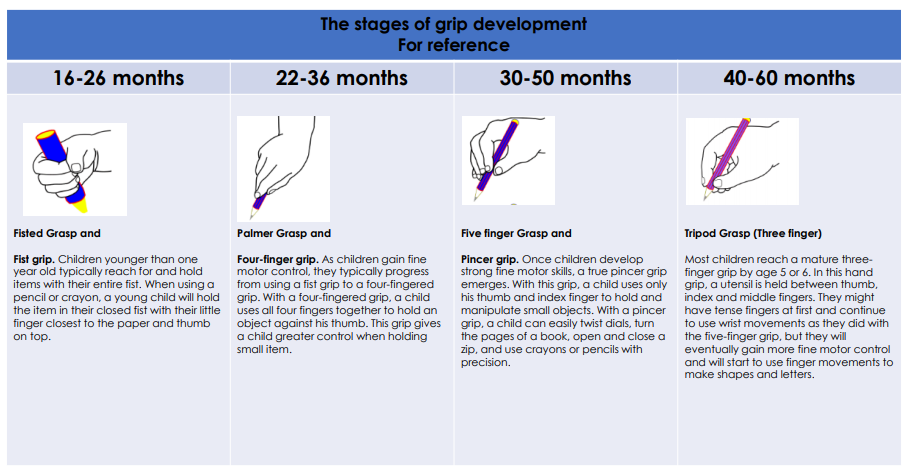 The stages of grip development
For reference
16-26 months
22-36 months
30-50 months
40-60 months
Fisted Grasp and
Fist grip. Children younger than one
year old typically reach for and hold
items with their entire fist. When using a
pencil or crayon, a young child will hold
the item in their closed fist with their little
finger closest to the paper and thumb
on top.
Palmer Grasp and
Four-finger grip. As children gain fine
motor control, they typically progress
from using a fist grip to a four-fingered
grip. With a four-fingered grip, a child
uses all four fingers together to hold an
object against his thumb. This grip gives
a child greater control when holding
small item.
Five finger Grasp and
Pincer grip. Once children develop
strong fine motor skills, a true pincer grip
emerges. With this grip, a child uses only
his thumb and index finger to hold and
manipulate small objects. With a pincer
grip, a child can easily twist dials, turn
the pages of a book, open and close a
zip, and use crayons or pencils with
precision.
Tripod Grasp (Three finger)
Most children reach a mature three-
finger grip by age 5 or 6. In this hand
grip, a utensil is held between thumb,
index and middle fingers. They might
have tense fingers at first and continue
to use wrist movements as they did with
the five-finger grip, but they will
eventually gain more fine motor control
and will start to use finger movements to
make shapes and letters.